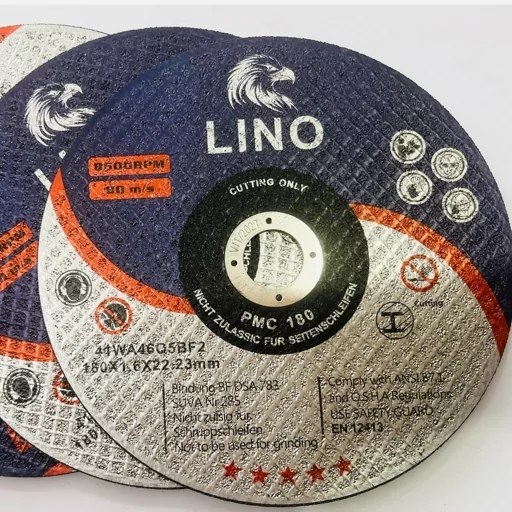 LINO
8500RPM
80 m/s
CUTTING ONLY
PMC 180
NICHT ZULASSIC FUR SEITENSCHLEIFEN
Cutting
41WA46Q5BF2
180X1.6X22.23mm
Bindung BF DSA 783
SUVA Nr 285
Nicht zulsig fur
Schruppschleifen
Not to be used for grinding
Comply with ANSI B7.1
and O.S.H.A Regulations
USE SAFETY GUARD
EN 12413